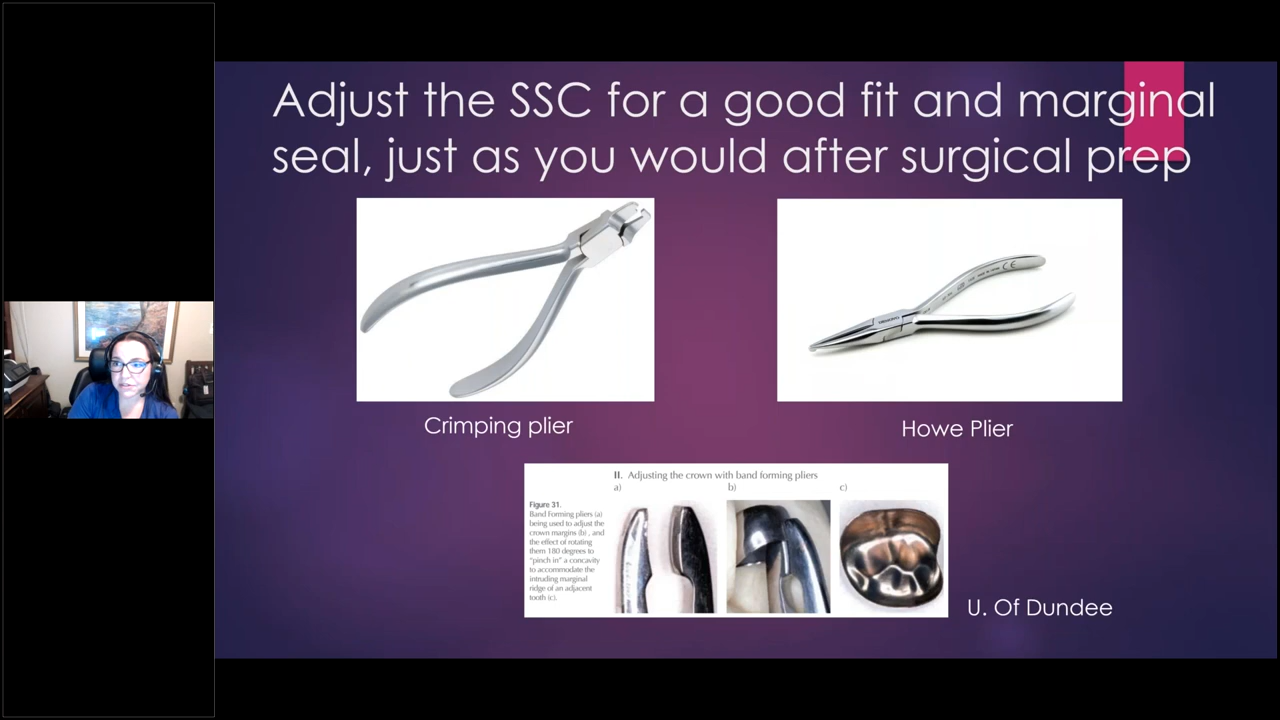 Adjust the SSC for a good fit and marginal
seal, just as you would after surgical prep
Crimping plier
Howe Plier
II. Adjusting the crown with band forming pliers
a)
b)
c)
Figure 31.
Band Forming pliers (a)
being used to adjust the
crown margins (b) , and
the effect of rotating
them 180 degrees to
“pinch in” a concavity
to accommodate the
intruding marginal
ridge of an adjacent
tooth (c).
U. Of Dundee